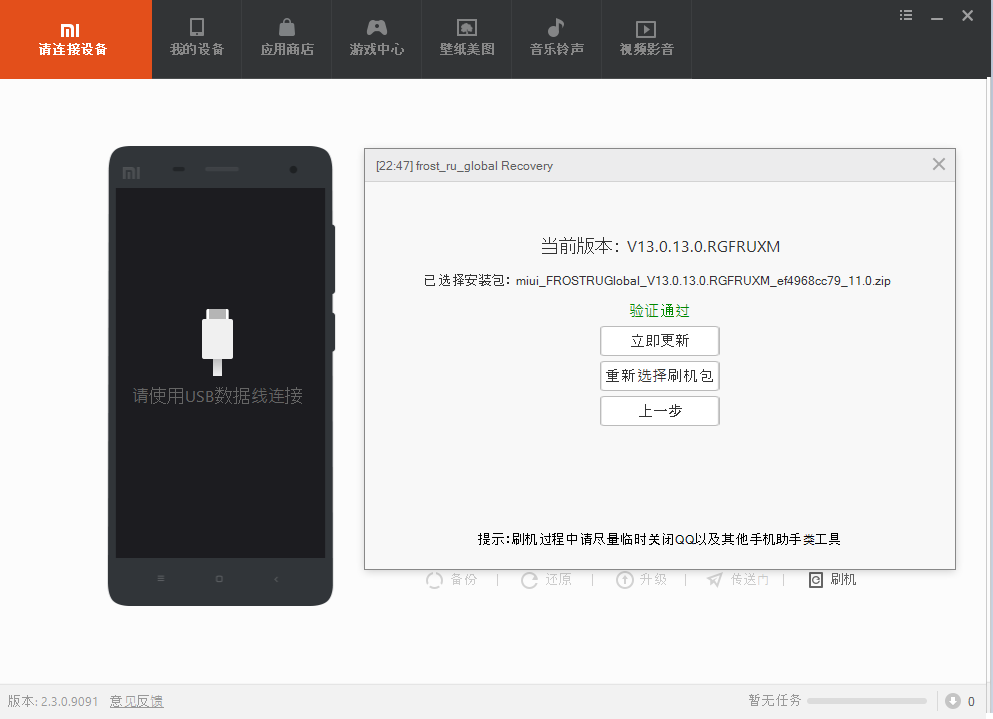 请连接设备
我的设备
应用商店
游戏中心
壁纸美图
音乐铃声
视频影音
请使用USB数据线连接
[22:47] frost_ru_global Recovery
当前版本：V13.0.13.0.RGFRUXM
已选择安装包：miui_FROSTRUGlobal_V13.0.13.0.RGFRUXM_ef4968cc79_11.0.zip
验证通过
立即更新
重新选择刷机包
上一步
提示:刷机过程中请尽量临时关闭QQ以及其他手机助手类工具
备份 | 还原 | 升级 | 传送门 | 刷机
版本: 2.3.0.9091 意见反馈
暂无任务 0